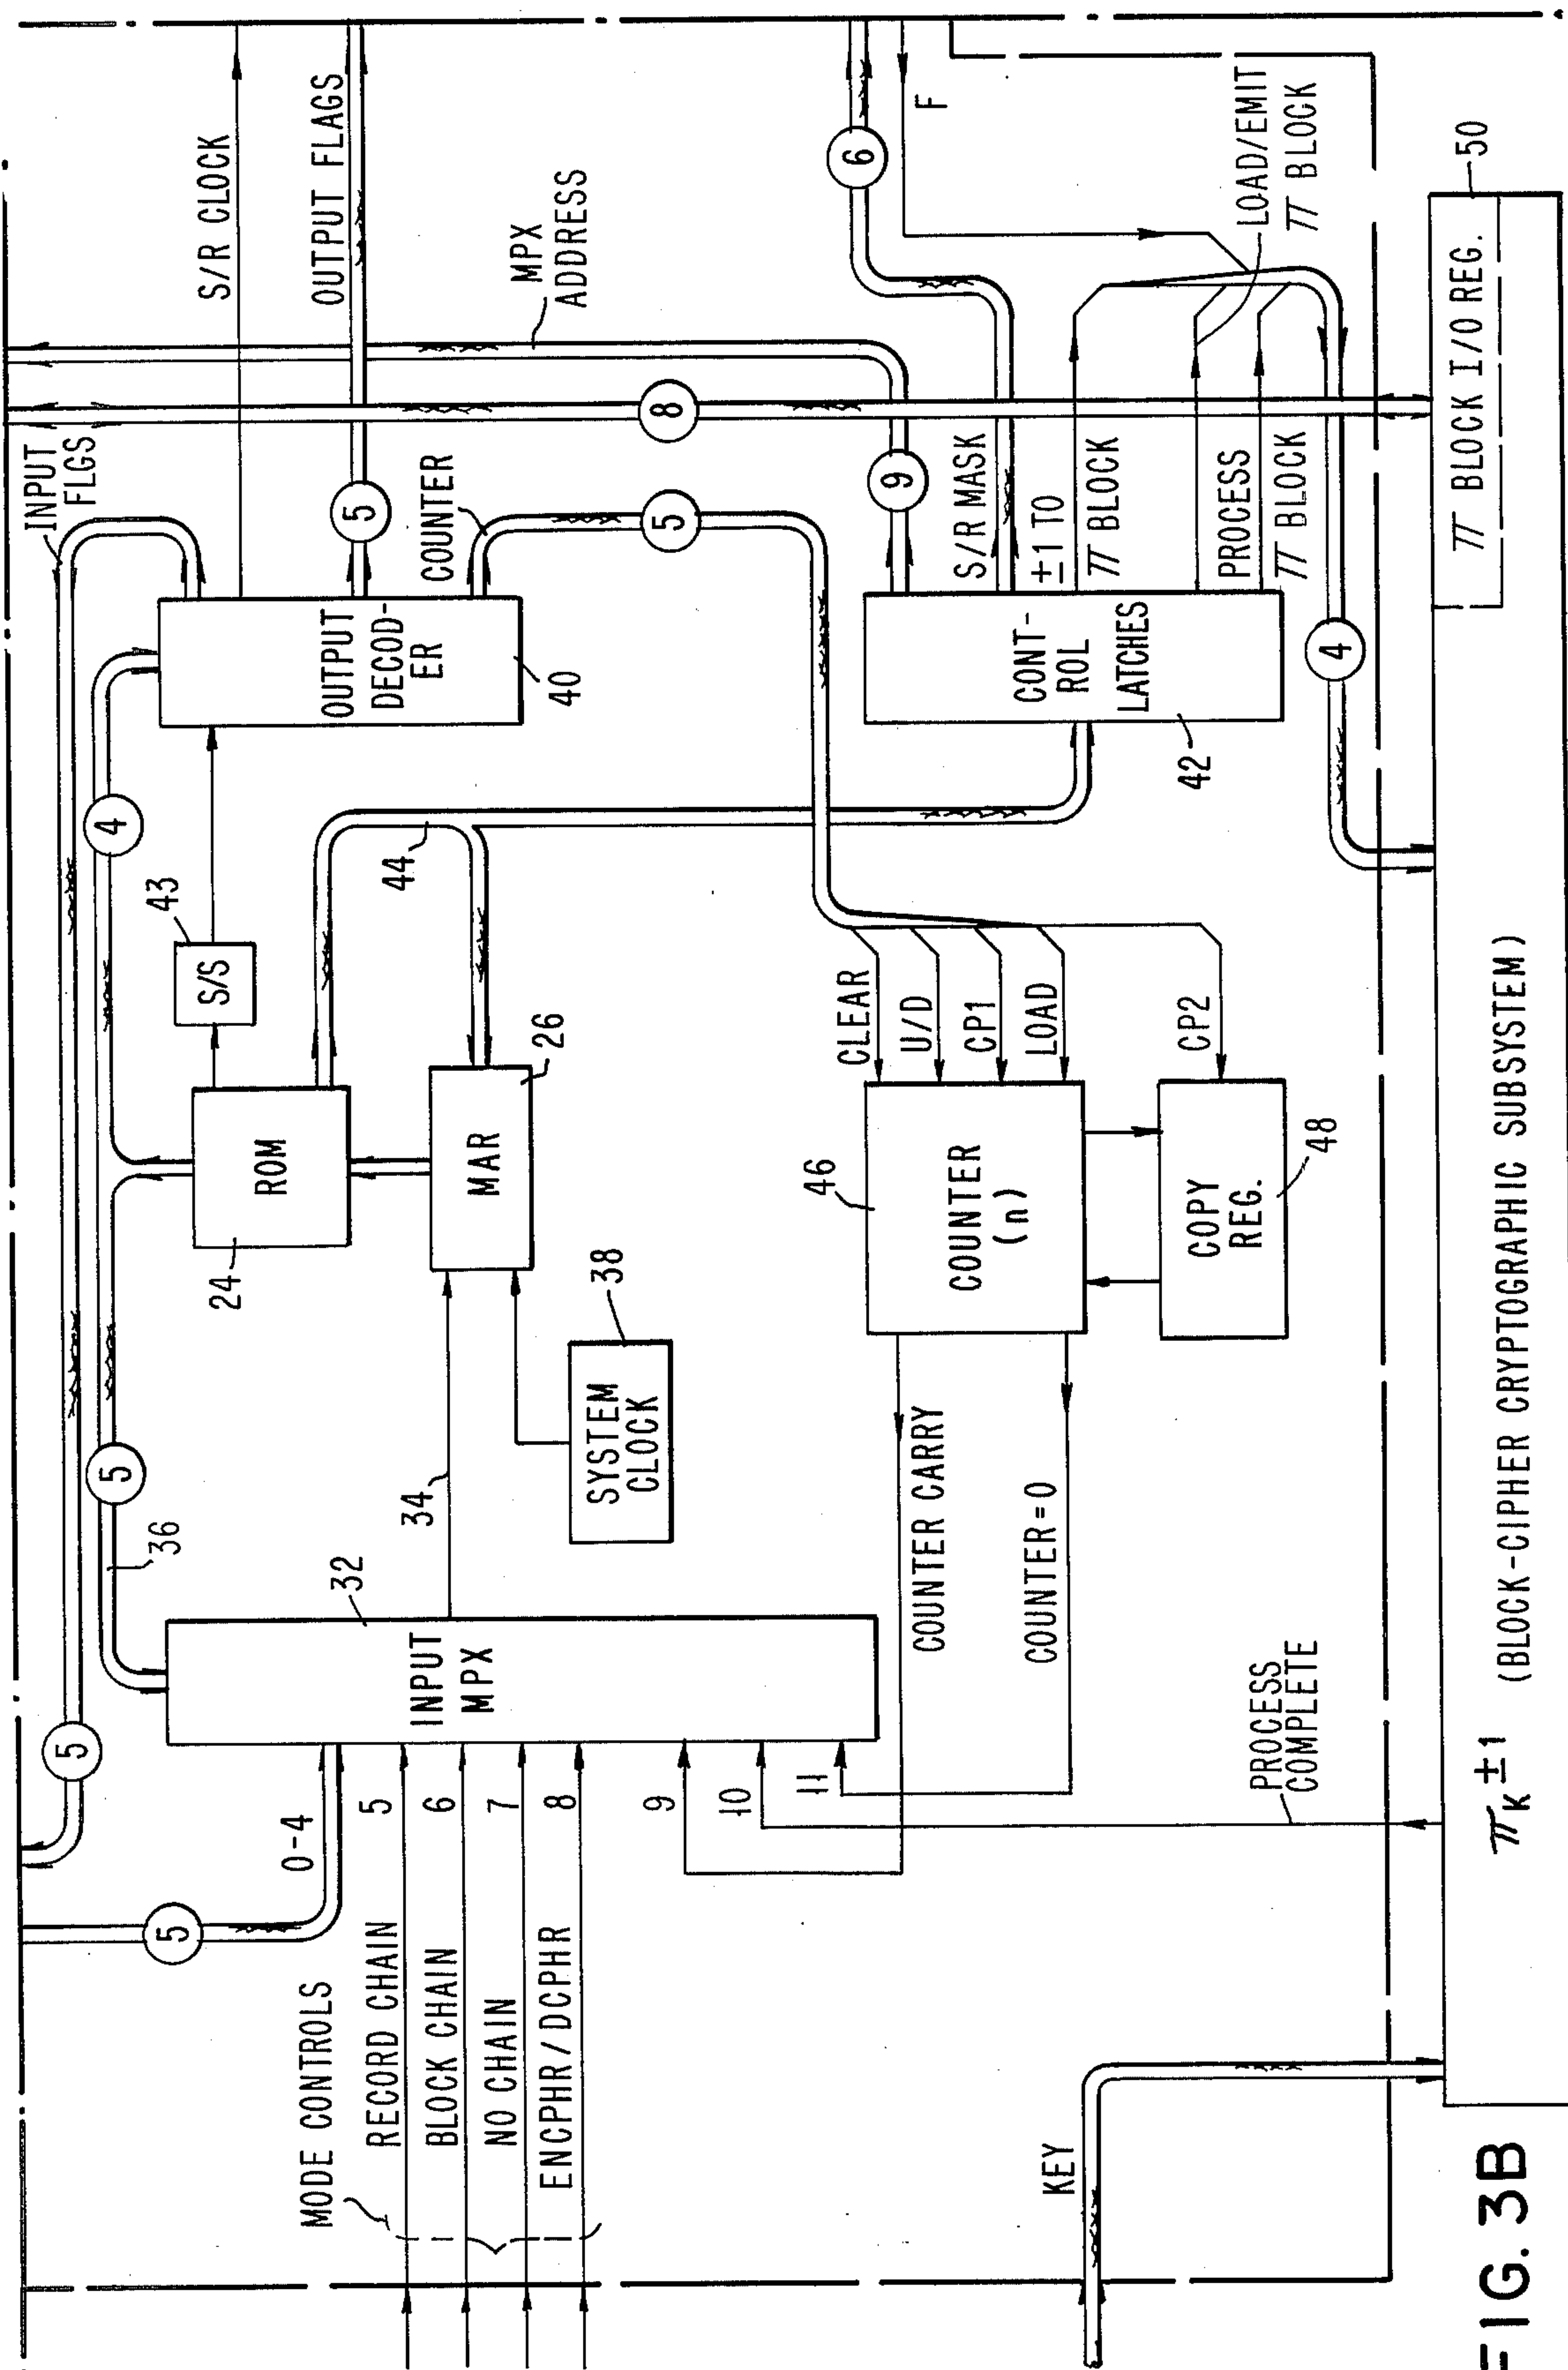 MODE CONTROLS
RECORD CHAIN
BLOCK CHAIN
NO CHAIN
ENCPHR/DCPHR
KEY
5
0-4
5
6
7
8
9
10
11
5
36
5
INPUT
MPX
32
34
SYSTEM
CLOCK
38
COUNTER CARRY
COUNTER=0
PROCESS
COMPLETE
24
ROM
MAR
26
43
S/S
4
44
46
COUNTER
(n)
COPY
REG.
48
CLEAR
U/D
CP1
LOAD
CP2
INPUT
FLGS
OUTPUT
DECOD-
ER
40
5
COUNTER
5
S/R CLOCK
OUTPUT FLAGS
MPX
ADDRESS
8
9
6
F
CONT-
ROL
LATCHES
42
S/R MASK
±1 TO
π BLOCK
PROCESS
π BLOCK
LOAD/EMIT
π BLOCK
4
π BLOCK I/O REG.
50
πK ±1 (BLOCK-CIPHER CRYPTOGRAPHIC SUBSYSTEM)
FIG. 3B